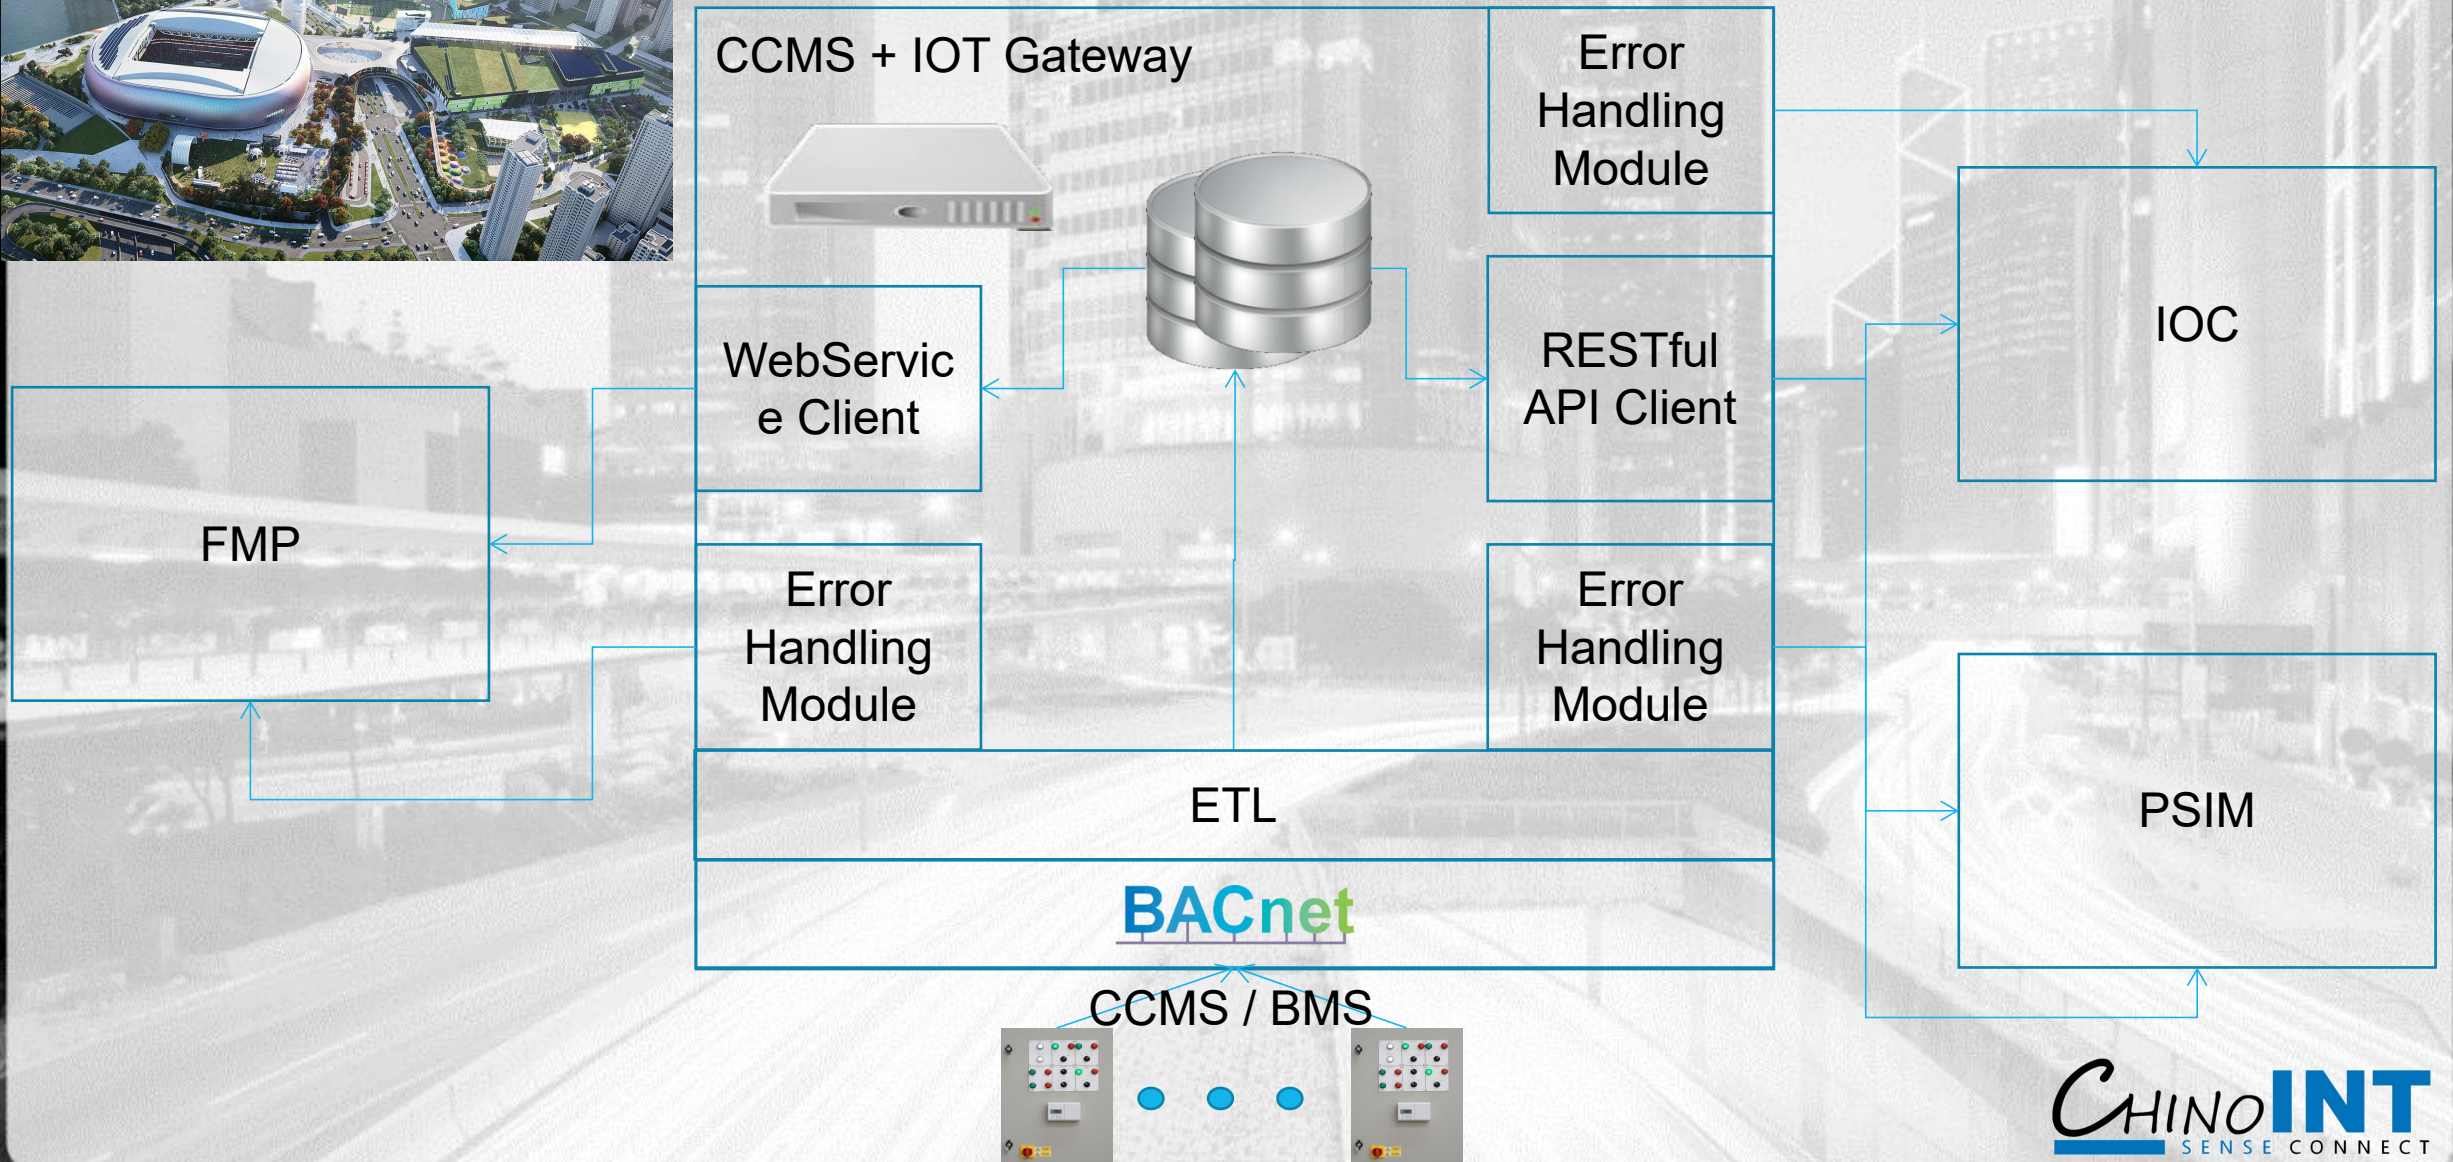 CCMS + IOT Gateway
Error
Handling
Module
WebServic
e Client
RESTful
API Client
IOC
FMP
Error
Handling
Module
Error
Handling
Module
ETL
PSIM
BACnet
CCMS / BMS
CHINOINT
SENSE CONNECT